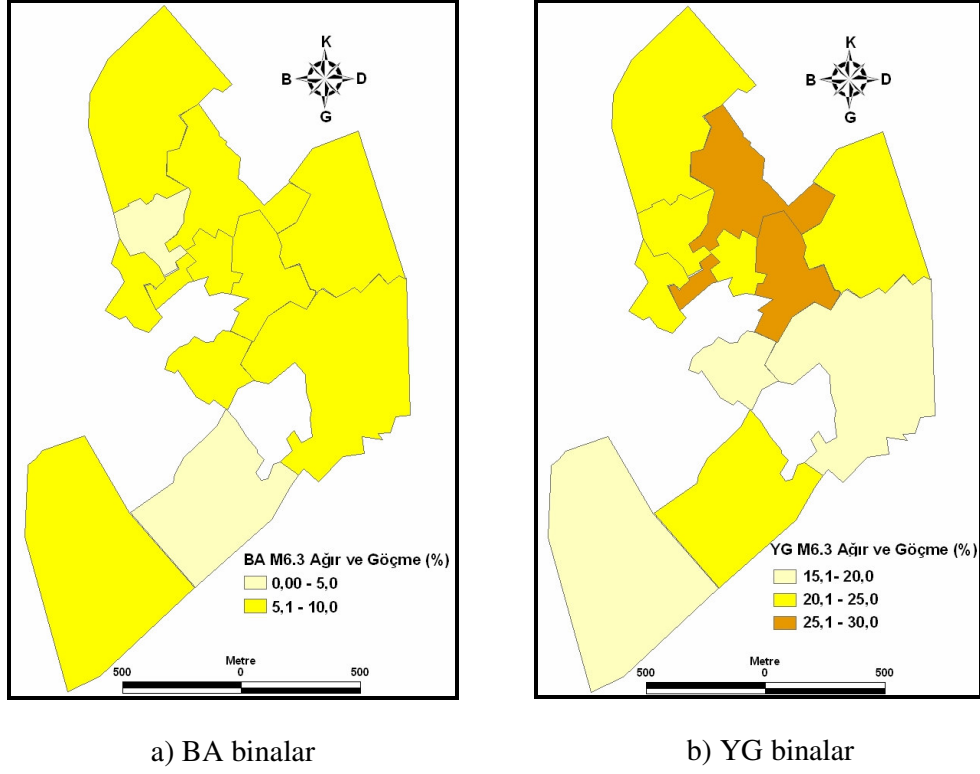 K
B D
G
BA M6.3 Ağır ve Göçme (%)
0,00 - 5,0
5,1 - 10,0
Metre
500 0 500
a) BA binalar
K
B D
G
YG M6.3 Ağır ve Göçme (%)
15,1- 20,0
20,1 - 25,0
25,1 - 30,0
Metre
500 0 500
b) YG binalar